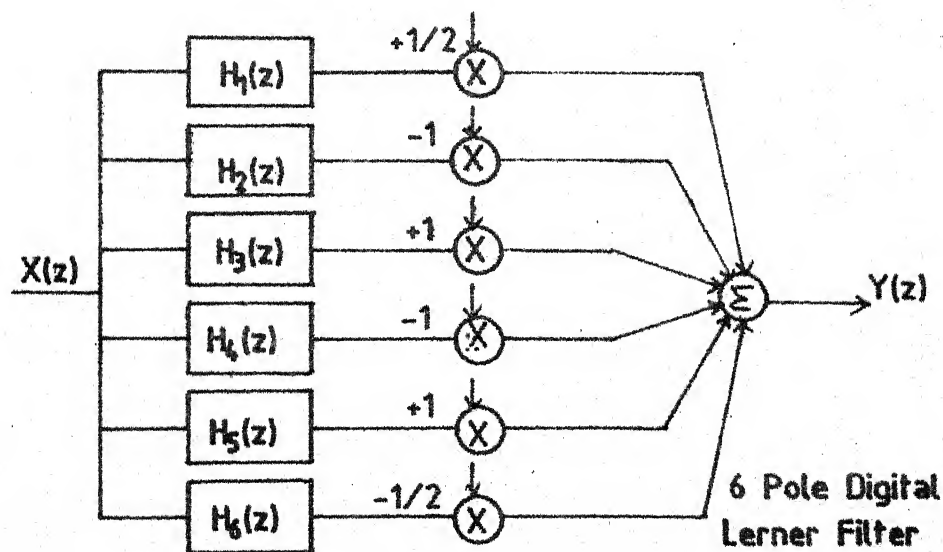 +1/2
H₁(z)
-1
H₂(z)
+1
H₃(z)
X(z)
Σ
Y(z)
-1
H₄(z)
+1
H₅(z)
-1/2
H₆(z)
X
X
X
X
X
X
6 Pole Digital
Lerner Filter